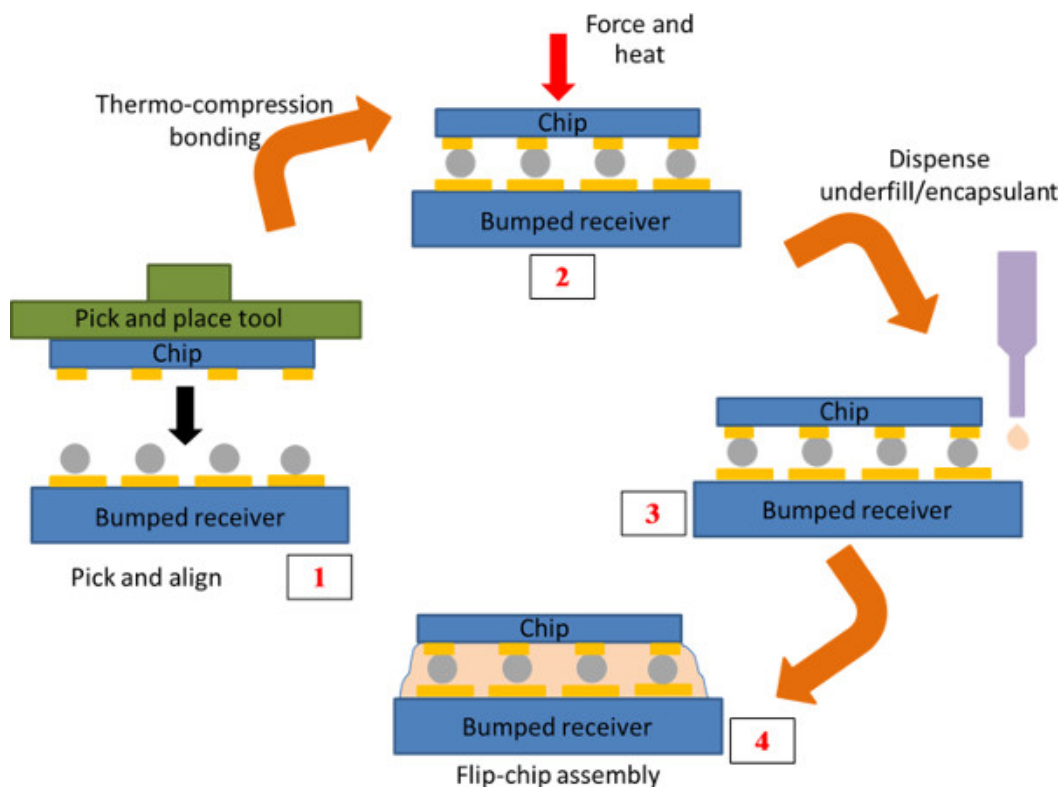 Pick and place tool
Chip
Bumped receiver
Pick and align
1
Thermo-compression
bonding
Force and
heat
Chip
Bumped receiver
2
Dispense
underfill/encapsulant
Chip
Bumped receiver
3
Chip
Bumped receiver
4
Flip-chip assembly